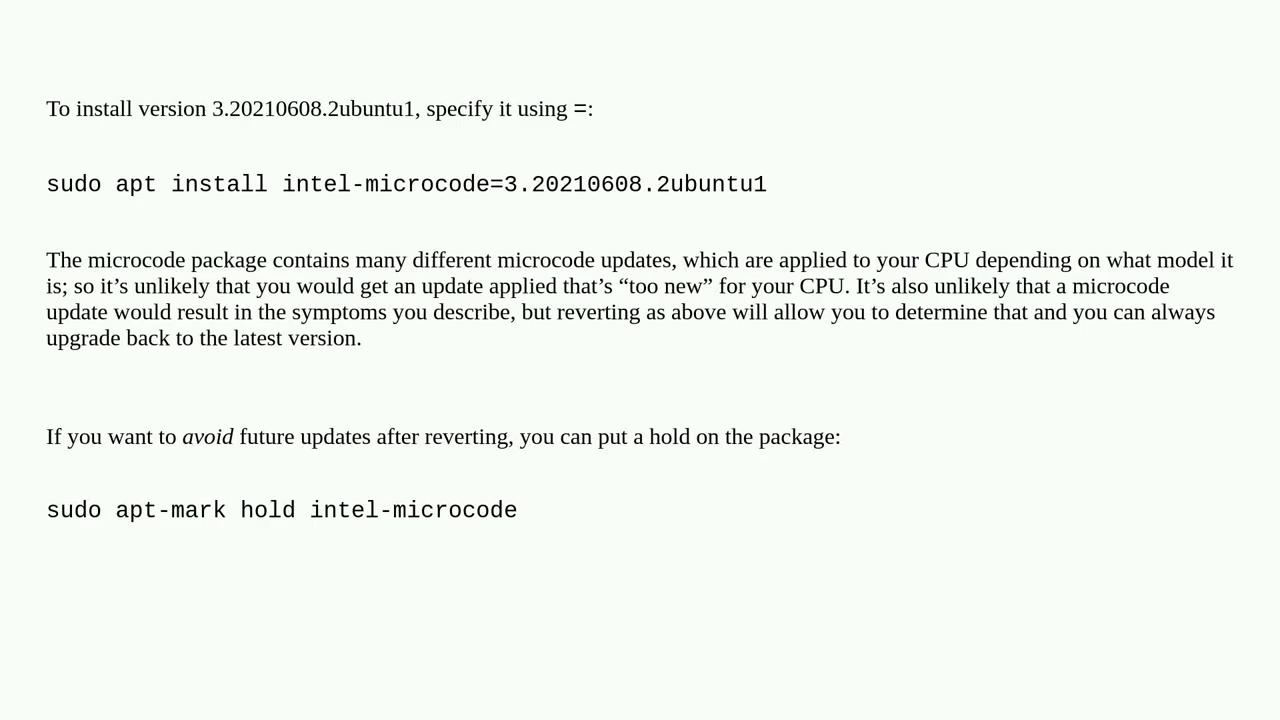 To install version 3.20210608.2ubuntu1, specify it using =:
sudo apt install intel-microcode=3.20210608.2ubuntu1
The microcode package contains many different microcode updates, which are applied to your CPU depending on what model it
is; so it’s unlikely that you would get an update applied that’s “too new” for your CPU. It’s also unlikely that a microcode
update would result in the symptoms you describe, but reverting as above will allow you to determine that and you can always
upgrade back to the latest version.
If you want to avoid future updates after reverting, you can put a hold on the package:
sudo apt-mark hold intel-microcode